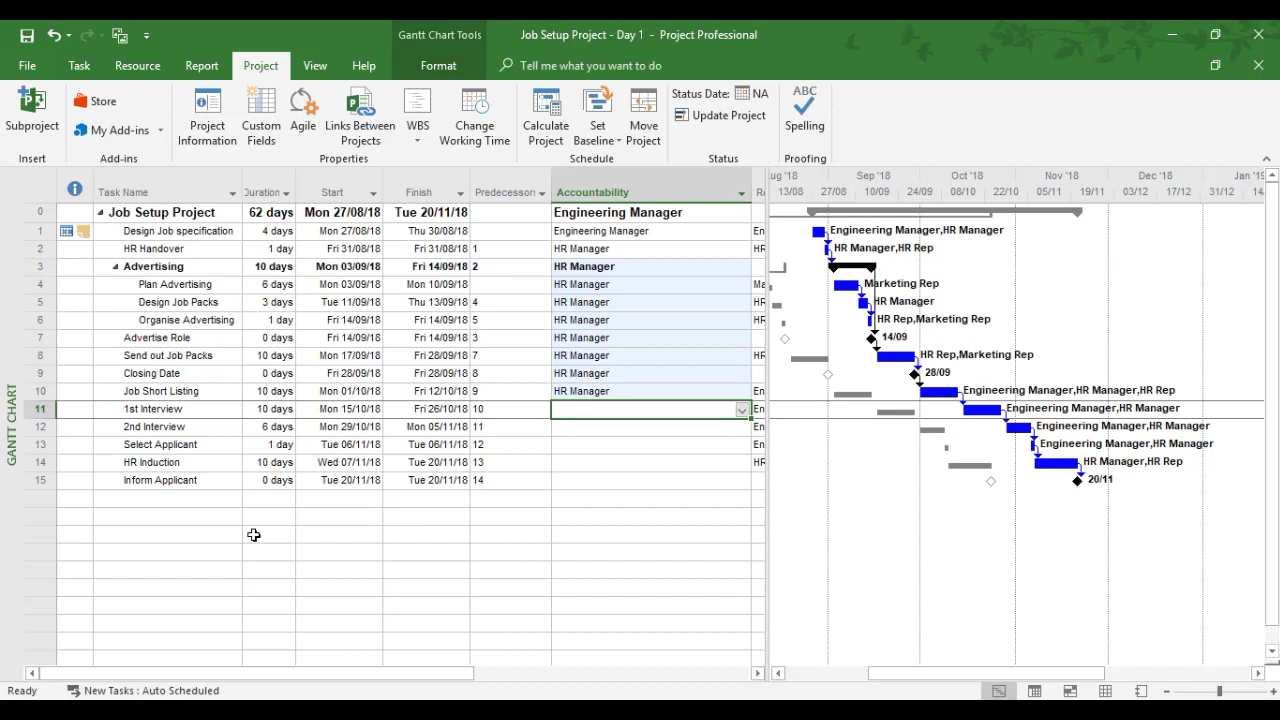 Gantt Chart Tools
Job Setup Project - Day 1 - Project Professional
File Task Resource Report Project View Help Format Tell me what you want to do
Subproject
Store
My Add-ins
Project Information
Custom Fields
Agile
Links Between Projects
WBS
Change Working Time
Calculate Project
Set Baseline
Move Project
Status Date: NA
Update Project
ABC
Spelling
Insert Add-ins Properties Schedule Status Proofing
Task Name Duration Start Finish Predecessors Accountability Re
ug '18 Sep '18 Oct '18 Nov '18 Dec '18 Jan '19
13/08 27/08 10/09 24/09 08/10 22/10 05/11 19/11 03/12 17/12 31/12 14
0 Job Setup Project 62 days Mon 27/08/18 Tue 20/11/18 Engineering Manager
1 Design Job specification 4 days Mon 27/08/18 Thu 30/08/18 Engineering Manager En Engineering Manager,HR Manager
2 HR Handover 1 day Fri 31/08/18 Fri 31/08/18 1 HR Manager HR HR Manager,HR Rep
3 Advertising 10 days Mon 03/09/18 Fri 14/09/18 2 HR Manager
4 Plan Advertising 6 days Mon 03/09/18 Mon 10/09/18 HR Manager Ma Marketing Rep
5 Design Job Packs 3 days Tue 11/09/18 Thu 13/09/18 4 HR Manager HR HR Manager
6 Organise Advertising 1 day Fri 14/09/18 Fri 14/09/18 5 HR Manager HR HR Rep,Marketing Rep
7 Advertise Role 0 days Fri 14/09/18 Fri 14/09/18 3 HR Manager 14/09
8 Send out Job Packs 10 days Mon 17/09/18 Fri 28/09/18 7 HR Manager HR HR Rep,Marketing Rep
9 Closing Date 0 days Fri 28/09/18 Fri 28/09/18 8 HR Manager 28/09
10 Job Short Listing 10 days Mon 01/10/18 Fri 12/10/18 9 HR Manager En Engineering Manager,HR Manager,HR Rep
11 1st Interview 10 days Mon 15/10/18 Fri 26/10/18 10 En Engineering Manager,HR Manager
12 2nd Interview 6 days Mon 29/10/18 Mon 05/11/18 11 En Engineering Manager,HR Manager
13 Select Applicant 1 day Tue 06/11/18 Tue 06/11/18 12 En Engineering Manager,HR Manager
14 HR Induction 10 days Wed 07/11/18 Tue 20/11/18 13 HR HR Manager,HR Rep
15 Inform Applicant 0 days Tue 20/11/18 Tue 20/11/18 14 20/11
GANTT CHART
Ready New Tasks : Auto Scheduled